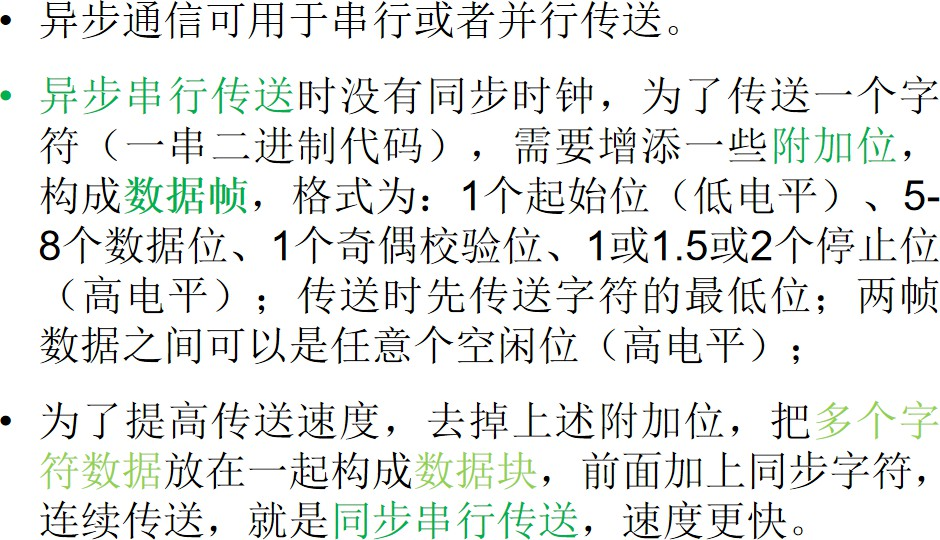 • 异步通信可用于串行或者并行传送。
• 异步串行传送时没有同步时钟，为了传送一个字
符（一串二进制代码），需要增添一些附加位，
构成数据帧，格式为：1个起始位（低电平）、5-
8个数据位、1个奇偶校验位、1或1.5或2个停止位
（高电平）；传送时先传送字符的最低位；两帧
数据之间可以是任意个空闲位（高电平）；
• 为了提高传送速度，去掉上述附加位，把多个字
符数据放在一起构成数据块，前面加上同步字符，
连续传送，就是同步串行传送，速度更快。